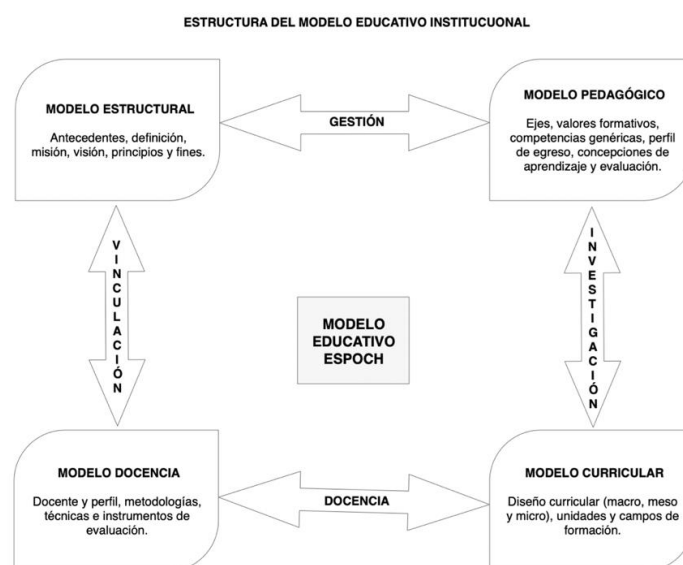 ESTRUCTURA DEL MODELO EDUCATIVO INSTITUCUONAL
MODELO ESTRUCTURAL
Antecedentes, definición,
misión, visión, principios y fines.
GESTIÓN
MODELO PEDAGÓGICO
Ejes, valores formativos,
competencias genéricas, perfil
de egreso, concepciones de
aprendizaje y evaluación.
VINCULACIÓN
MODELO
EDUCATIVO
ESPOCH
INVESTIGACIÓN
MODELO DOCENCIA
Docente y perfil, metodologías,
técnicas e instrumentos de
evaluación.
DOCENCIA
MODELO CURRICULAR
Diseño curricular (macro, meso
y micro), unidades y campos de
formación.